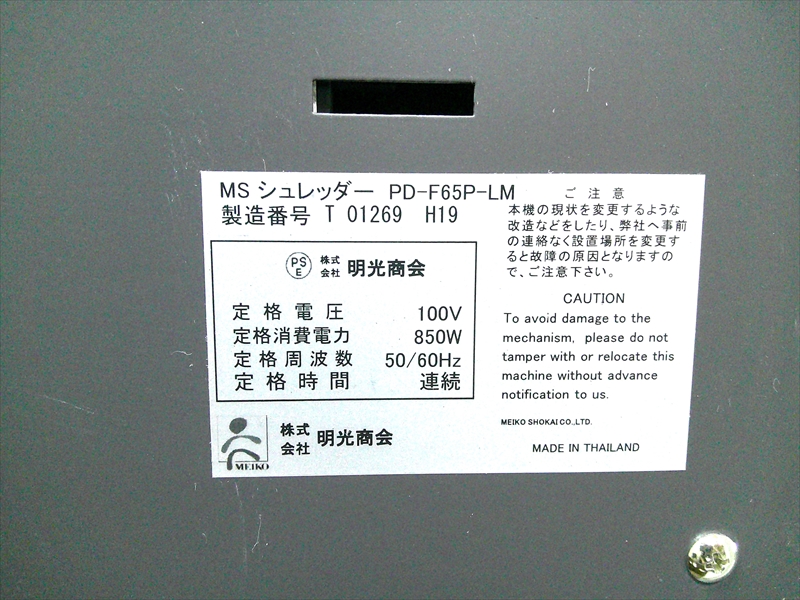 MS シュレッダー PD-F65P-LM
製造番号 T 01269 H19
PS
E
株式
会社 明光商会
定格電圧 100V
定格消費電力 850W
定格周波数 50/60Hz
定格時間 連続
MEIKO
株式
会社 明光商会
ご注意
本機の現状を変更するような
改造などをしたり、弊社へ事前
の連絡なく設置場所を変更す
ると故障の原因となりますの
で、ご注意下さい。
CAUTION
To avoid damage to the
mechanism, please do not
tamper with or relocate this
machine without advance
notification to us.
MEIKO SHOKAI CO.,LTD.
MADE IN THAILAND